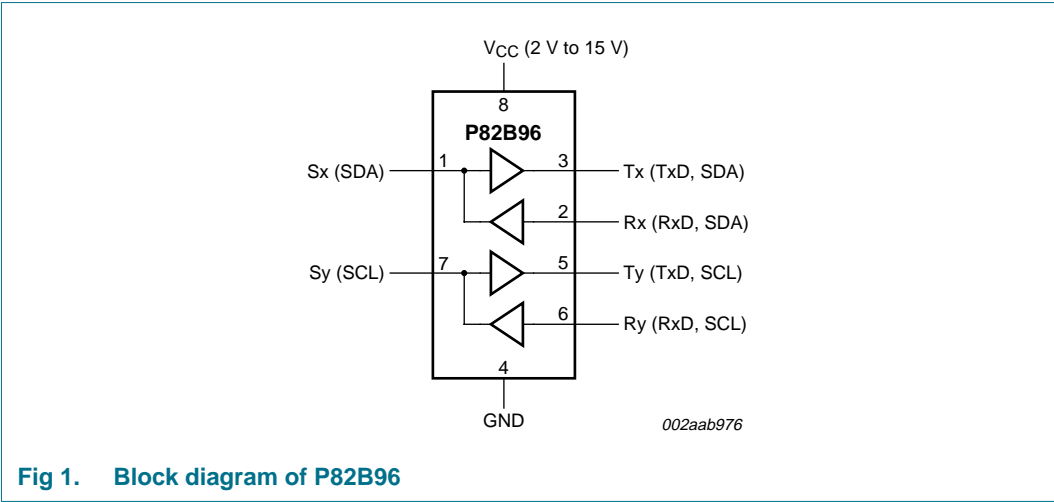 VCC (2 V to 15 V)
8
P82B96
Sx (SDA) 1 3 Tx (TxD, SDA)
2 Rx (RxD, SDA)
Sy (SCL) 7 5 Ty (TxD, SCL)
6 Ry (RxD, SCL)
4
GND
002aab976
Fig 1. Block diagram of P82B96